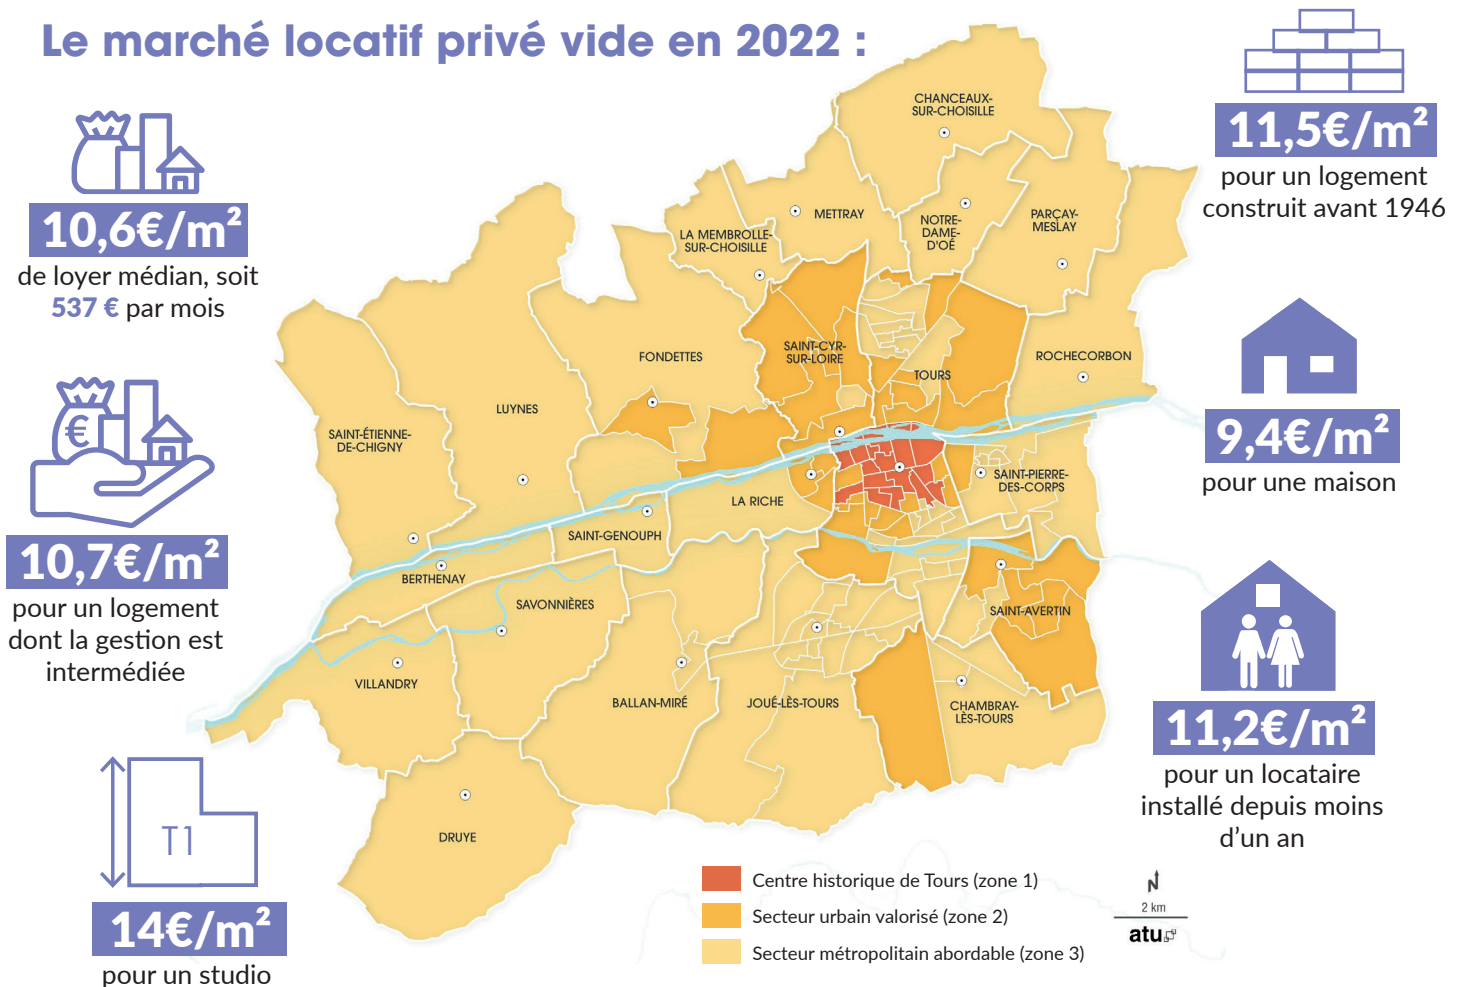 Le marché locatif privé vide en 2022 :
10,6€/m²
de loyer médian, soit
537 € par mois
€
10,7€/m²
pour un logement
dont la gestion est
intermédiée
T1
14€/m²
pour un studio
CHANCEAUX-
SUR-CHOISILLE
METTRAY
LA MEMBROLLE-
SUR-CHOISILLE
NOTRE-
DAME-
D'OÉ
PARÇAY-
MESLAY
FONDETTES
SAINT-CYR-
SUR-LOIRE
TOURS
ROCHECORBON
LUYNES
SAINT-ÉTIENNE-
DE-CHIGNY
LA RICHE
SAINT-PIERRE-
DES-CORPS
SAINT-GENOUPH
BERTHENAY
SAVONNIÈRES
SAINT-AVERTIN
VILLANDRY
BALLAN-MIRÉ
JOUÉ-LÈS-TOURS
CHAMBRAY-
LÈS-TOURS
DRUYE
11,5€/m²
pour un logement
construit avant 1946
9,4€/m²
pour une maison
11,2€/m²
pour un locataire
installé depuis moins
d'un an
Centre historique de Tours (zone 1)
Secteur urbain valorisé (zone 2)
Secteur métropolitain abordable (zone 3)
N
2 km
atu